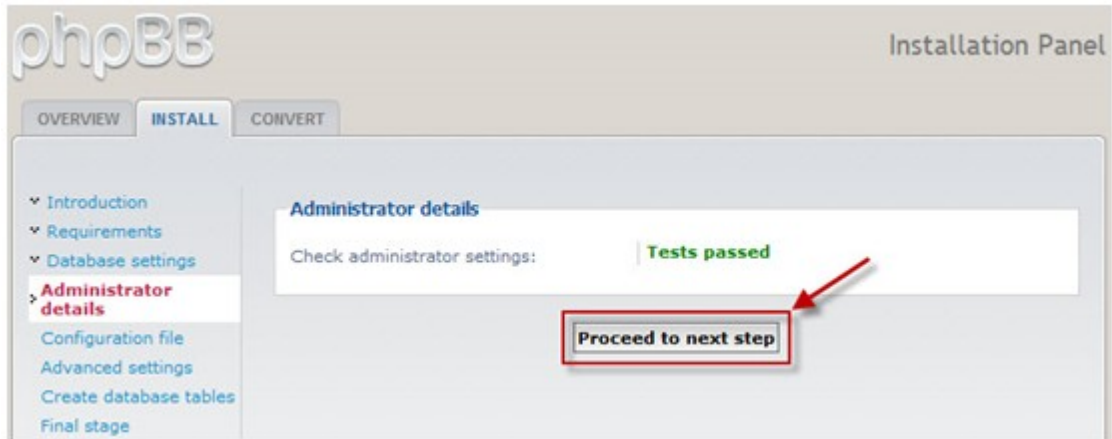 phpBB
Installation Panel
OVERVIEW INSTALL CONVERT
Introduction
Requirements
Database settings
Administrator
details
Configuration file
Advanced settings
Create database tables
Final stage
Administrator details
Check administrator settings: Tests passed
Proceed to next step